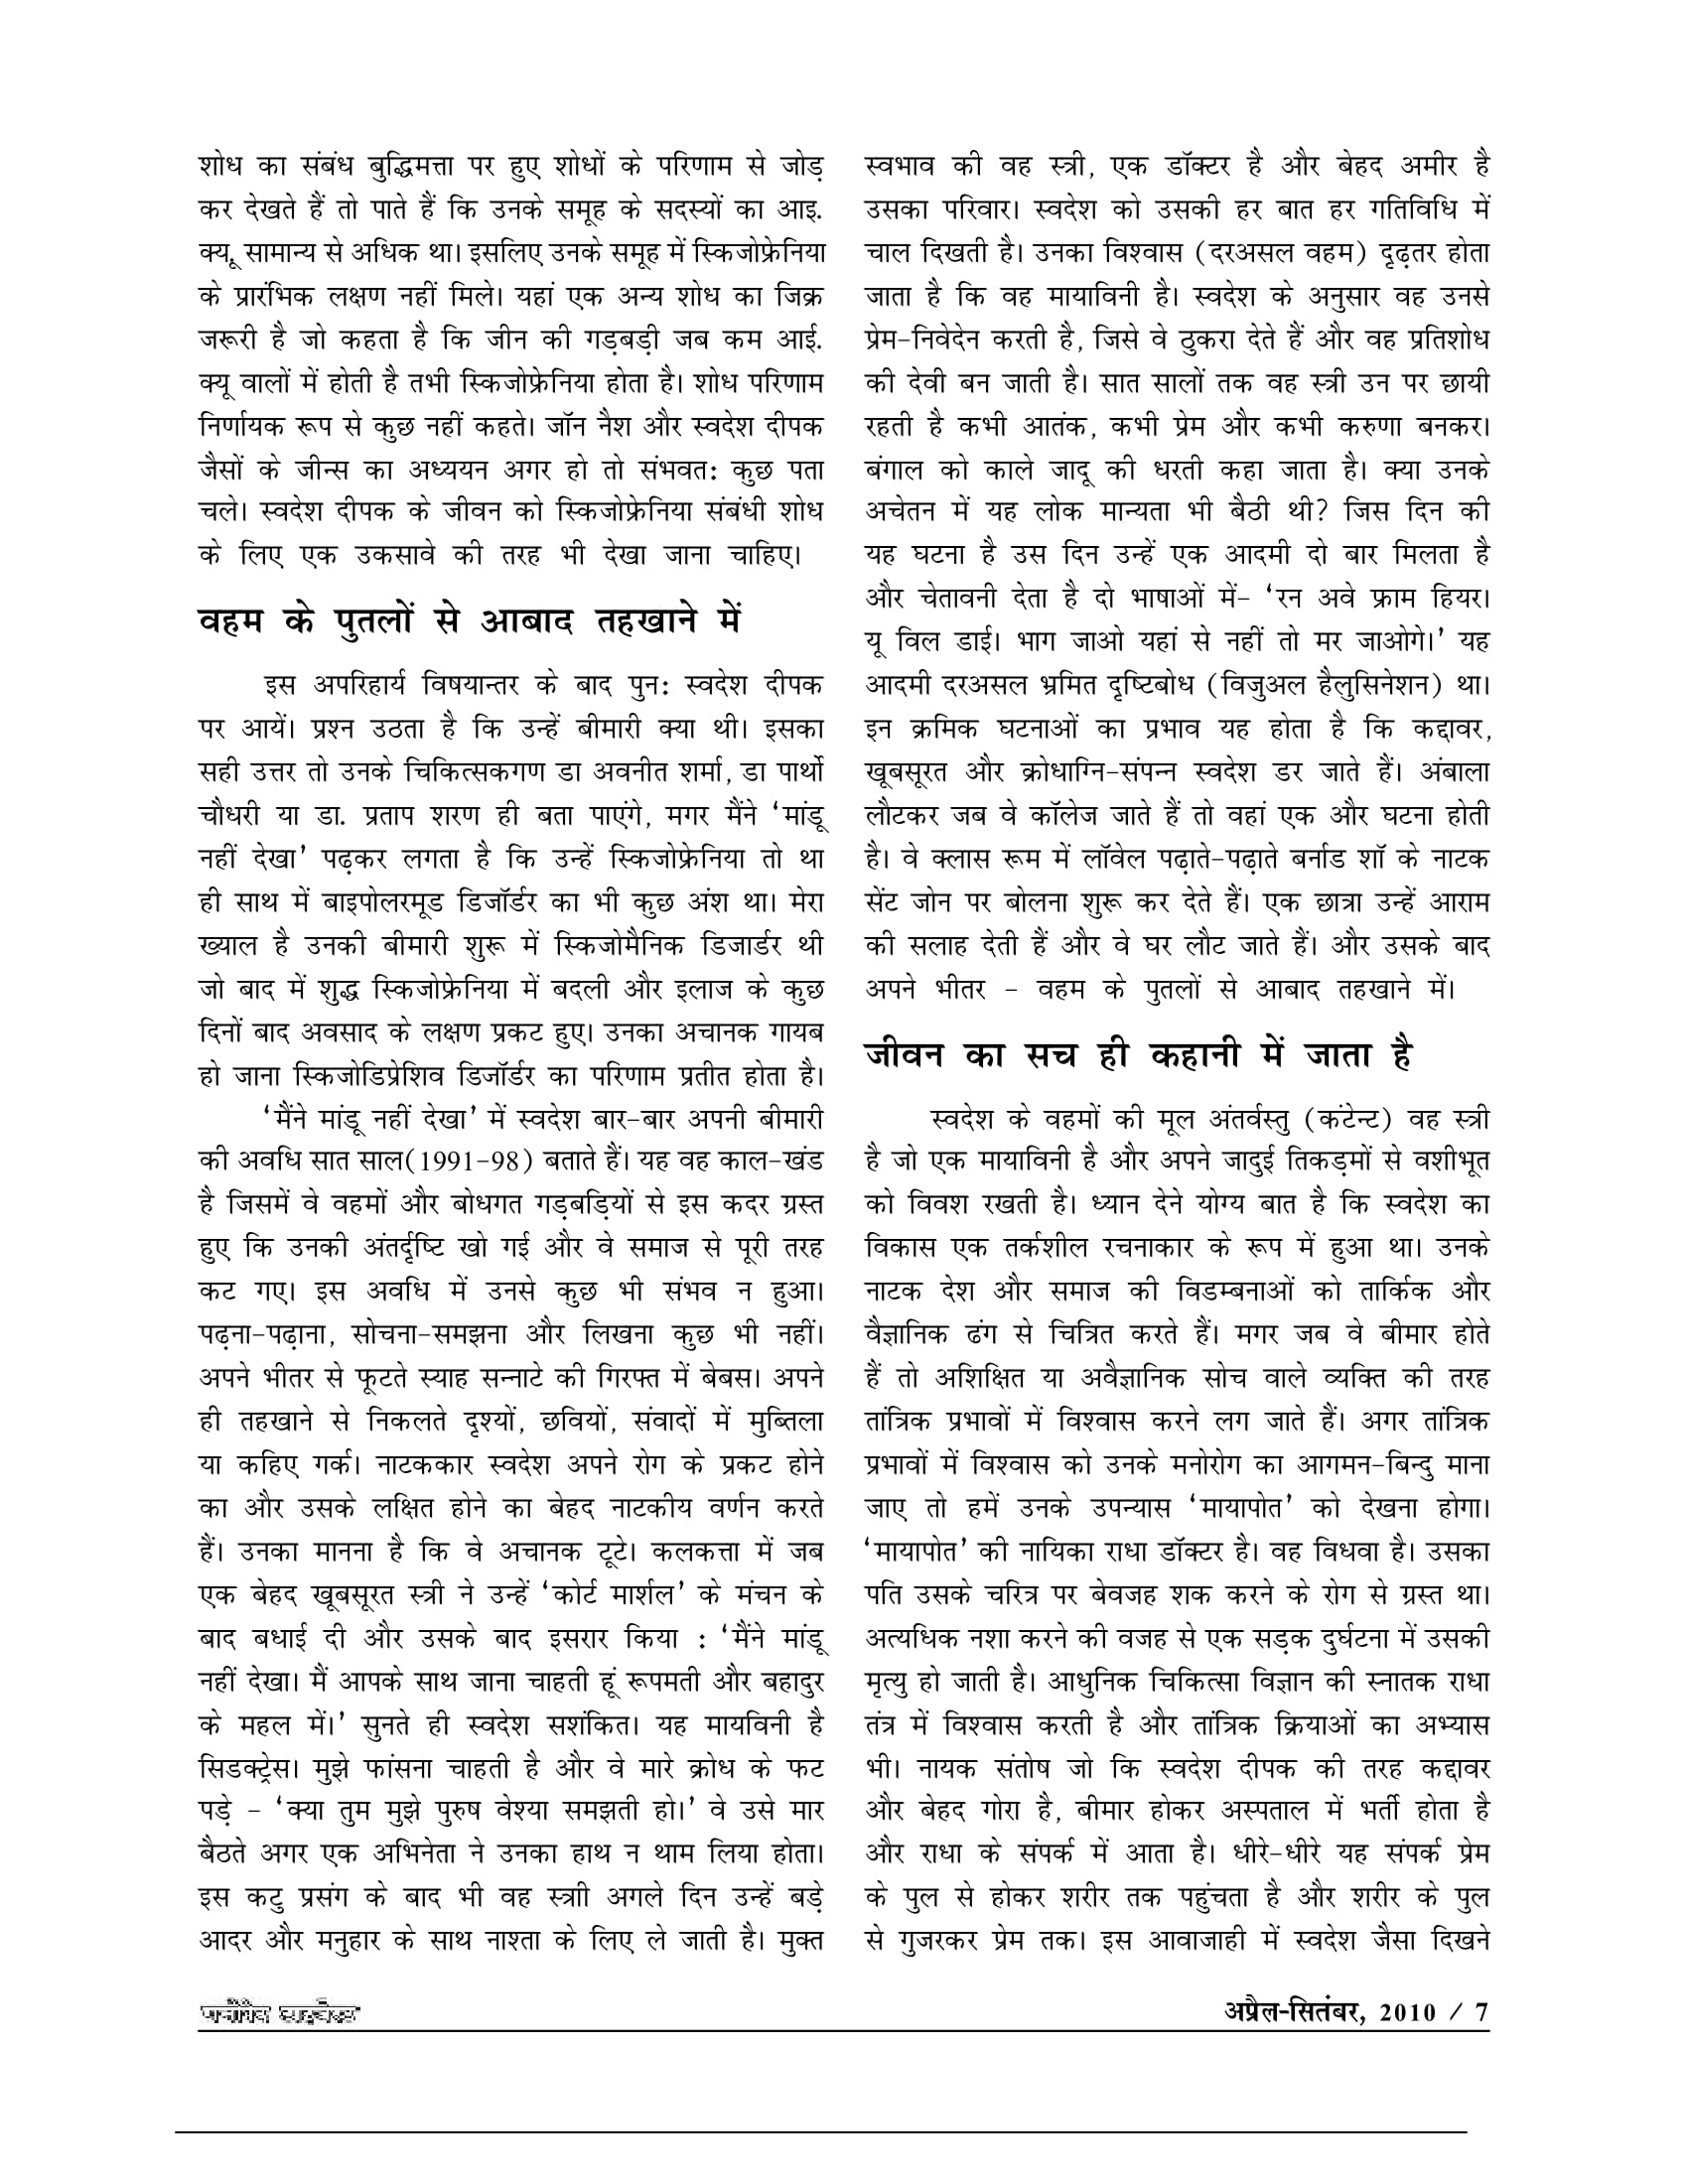 शोध का संबंध बुद्धिमत्ता पर हुए शोधों के परिणाम से जोड़
कर देखते हैं तो पाते हैं कि उनके समूह के सदस्यों का आइ.
क्यू. सामान्य से अधिक था। इसलिए उनके समूह में स्किजोफ्रेनिया
के प्रारंभिक लक्षण नहीं मिले। यहां एक अन्य शोध का जिक्र
जरूरी है जो कहता है कि जीन की गड़बड़ी जब कम आई.
क्यू वालों में होती है तभी स्किजोफ्रेनिया होता है। शोध परिणाम
निर्णायक रूप से कुछ नहीं कहते। जॉन नैश और स्वदेश दीपक
जैसों के जीन्स का अध्ययन अगर हो तो संभवतः कुछ पता
चले। स्वदेश दीपक के जीवन को स्किजोफ्रेनिया संबंधी शोध
के लिए एक उकसावे की तरह भी देखा जाना चाहिए।
वहम के पुतलों से आबाद तहखाने में
इस अपरिहार्य विषयान्तर के बाद पुनः स्वदेश दीपक
पर आयें। प्रश्न उठता है कि उन्हें बीमारी क्या थी। इसका
सही उत्तर तो उनके चिकित्सकगण डा अवनीत शर्मा, डा पार्थो
चौधरी या डा. प्रताप शरण ही बता पाएंगे, मगर मैंने ‘मांडू
नहीं देखा’ पढ़कर लगता है कि उन्हें स्किजोफ्रेनिया तो था
ही साथ में बाइपोलरमूड डिजॉर्डर का भी कुछ अंश था। मेरा
ख्याल है उनकी बीमारी शुरू में स्किजोमैनिक डिजार्डर थी
जो बाद में शुद्ध स्किजोफ्रेनिया में बदली और इलाज के कुछ
दिनों बाद अवसाद के लक्षण प्रकट हुए। उनका अचानक गायब
हो जाना स्किजोडिप्रेशिव डिजॉर्डर का परिणाम प्रतीत होता है।
‘मैंने मांडू नहीं देखा’ में स्वदेश बार-बार अपनी बीमारी
की अवधि सात साल(1991-98) बताते हैं। यह वह काल-खंड
है जिसमें वे वहमों और बोधगत गड़बड़ियों से इस कदर ग्रस्त
हुए कि उनकी अंतर्दृष्टि खो गई और वे समाज से पूरी तरह
कट गए। इस अवधि में उनसे कुछ भी संभव न हुआ।
पढ़ना-पढ़ाना, सोचना-समझना और लिखना कुछ भी नहीं।
अपने भीतर से फूटते स्याह सन्नाटे की गिरफ्त में बेबस। अपने
ही तहखाने से निकलते दृश्यों, छवियों, संवादों में मुब्तिला
या कहिए गर्क। नाटककार स्वदेश अपने रोग के प्रकट होने
का और उसके लक्षित होने का बेहद नाटकीय वर्णन करते
हैं। उनका मानना है कि वे अचानक टूटे। कलकत्ता में जब
एक बेहद खूबसूरत स्त्री ने उन्हें ‘कोर्ट मार्शल’ के मंचन के
बाद बधाई दी और उसके बाद इसरार किया : ‘मैंने मांडू
नहीं देखा। मैं आपके साथ जाना चाहती हूं रूपमती और बहादुर
के महल में।’ सुनते ही स्वदेश सशंकित। यह मायविनी है
सिडक्ट्रेस। मुझे फांसना चाहती है और वे मारे क्रोध के फट
पड़े - ‘क्या तुम मुझे पुरुष वेश्या समझती हो।’ वे उसे मार
बैठते अगर एक अभिनेता ने उनका हाथ न थाम लिया होता।
इस कटु प्रसंग के बाद भी वह स्त्राी अगले दिन उन्हें बड़े
आदर और मनुहार के साथ नाश्ता के लिए ले जाती है। मुक्त
स्वभाव की वह स्त्री, एक डॉक्टर है और बेहद अमीर है
उसका परिवार। स्वदेश को उसकी हर बात हर गतिविधि में
चाल दिखती है। उनका विश्वास (दरअसल वहम) दृढ़तर होता
जाता है कि वह मायाविनी है। स्वदेश के अनुसार वह उनसे
प्रेम-निवेदेन करती है, जिसे वे ठुकरा देते हैं और वह प्रतिशोध
की देवी बन जाती है। सात सालों तक वह स्त्री उन पर छायी
रहती है कभी आतंक, कभी प्रेम और कभी करुणा बनकर।
बंगाल को काले जादू की धरती कहा जाता है। क्या उनके
अचेतन में यह लोक मान्यता भी बैठी थी? जिस दिन की
यह घटना है उस दिन उन्हें एक आदमी दो बार मिलता है
और चेतावनी देता है दो भाषाओं में- ‘रन अवे फ्राम हियर।
यू विल डाई। भाग जाओ यहां से नहीं तो मर जाओगे।’ यह
आदमी दरअसल भ्रमित दृष्टिबोध (विजुअल हैलुसिनेशन) था।
इन क्रमिक घटनाओं का प्रभाव यह होता है कि कद्दावर,
खूबसूरत और क्रोधाग्नि-संपन्न स्वदेश डर जाते हैं। अंबाला
लौटकर जब वे कॉलेज जाते हैं तो वहां एक और घटना होती
है। वे क्लास रूम में लॉवेल पढ़ाते-पढ़ाते बर्नाड शॉ के नाटक
सेंट जोन पर बोलना शुरू कर देते हैं। एक छात्रा उन्हें आराम
की सलाह देती हैं और वे घर लौट जाते हैं। और उसके बाद
अपने भीतर - वहम के पुतलों से आबाद तहखाने में।
जीवन का सच ही कहानी में जाता है
स्वदेश के वहमों की मूल अंतर्वस्तु (कंटेन्ट) वह स्त्री
है जो एक मायाविनी है और अपने जादुई तिकड़मों से वशीभूत
को विवश रखती है। ध्यान देने योग्य बात है कि स्वदेश का
विकास एक तर्कशील रचनाकार के रूप में हुआ था। उनके
नाटक देश और समाज की विडम्बनाओं को तार्किक और
वैज्ञानिक ढंग से चित्रित करते हैं। मगर जब वे बीमार होते
हैं तो अशिक्षित या अवैज्ञानिक सोच वाले व्यक्ति की तरह
तांत्रिक प्रभावों में विश्वास करने लग जाते हैं। अगर तांत्रिक
प्रभावों में विश्वास को उनके मनोरोग का आगमन-बिन्दु माना
जाए तो हमें उनके उपन्यास ‘मायापोत’ को देखना होगा।
‘मायापोत’ की नायिका राधा डॉक्टर है। वह विधवा है। उसका
पति उसके चरित्र पर बेवजह शक करने के रोग से ग्रस्त था।
अत्यधिक नशा करने की वजह से एक सड़क दुर्घटना में उसकी
मृत्यु हो जाती है। आधुनिक चिकित्सा विज्ञान की स्नातक राधा
तंत्र में विश्वास करती है और तांत्रिक क्रियाओं का अभ्यास
भी। नायक संतोष जो कि स्वदेश दीपक की तरह कद्दावर
और बेहद गोरा है, बीमार होकर अस्पताल में भर्ती होता है
और राधा के संपर्क में आता है। धीरे-धीरे यह संपर्क प्रेम
के पुल से होकर शरीर तक पहुंचता है और शरीर के पुल
से गुजरकर प्रेम तक। इस आवाजाही में स्वदेश जैसा दिखने
अप्रैल-सितंबर, 2010 / 7